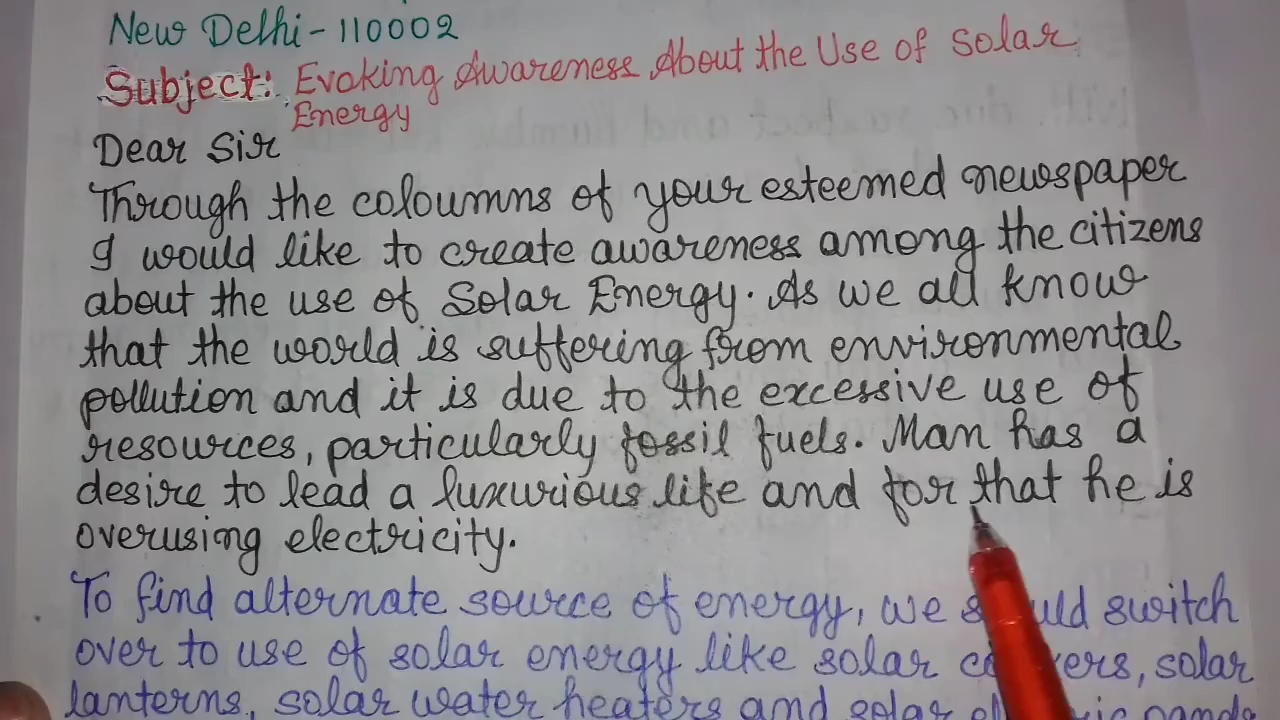 New Delhi - 110002
Subject: Evoking Awareness About the Use of Solar
Energy
Dear Sir
Through the coloumns of your esteemed newspaper
I would like to create awareness among the citizens
about the use of Solar Energy. As we all know
that the world is suffering from environmental
pollution and it is due to the excessive use of
resources, particularly fossil fuels. Man has a
desire to lead a luxurious life and for that he is
overusing electricity.
To find alternate source of energy, we should switch
over to use of solar energy like solar cookers, solar
lanterns, solar water heaters and solar